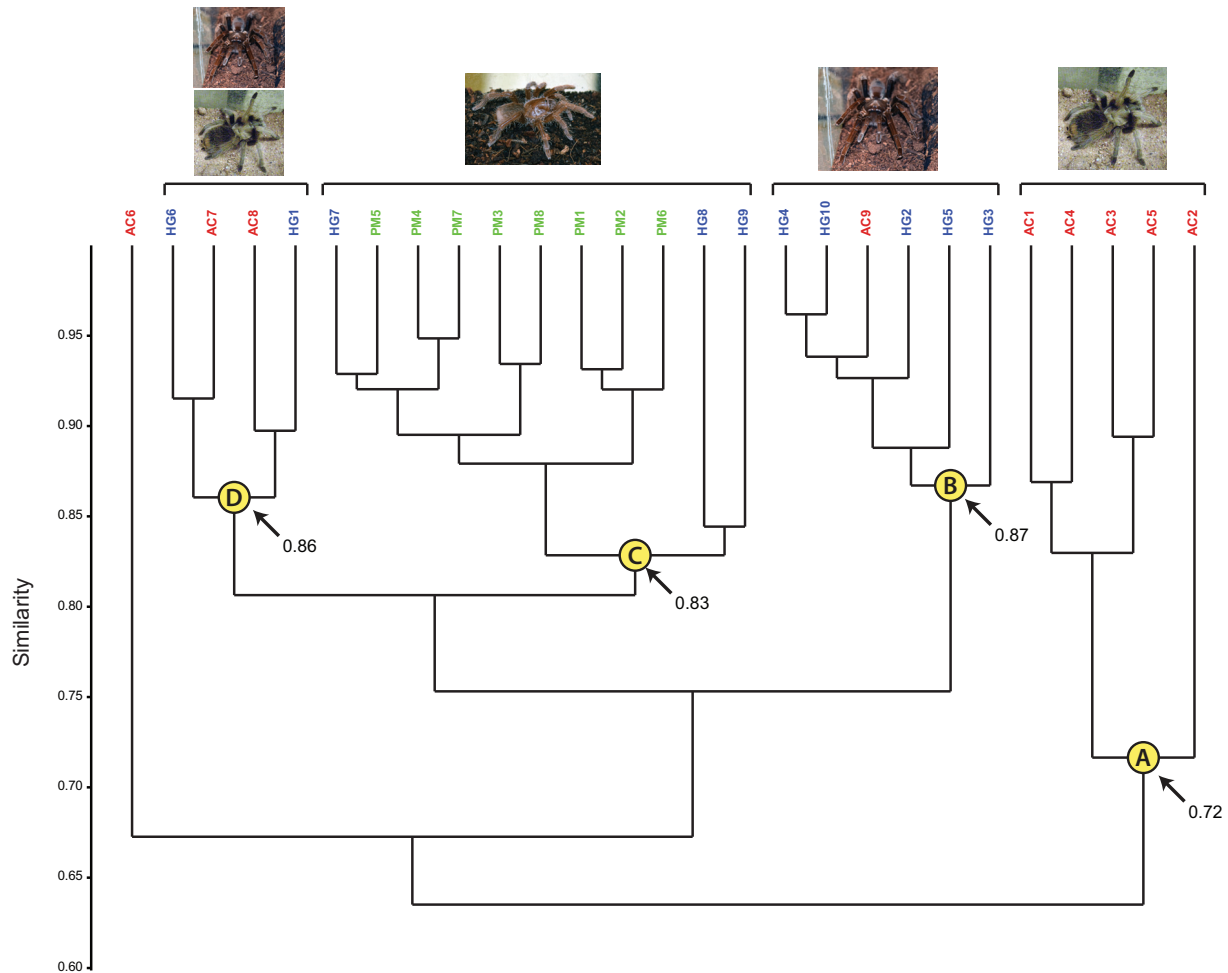 AC6 HG6 AC7 AC8 HG1 HG7 PM5 PM4 PM7 PM3 PM8 PM1 PM2 PM6 HG8 HG9 HG4 HG10 AC9 HG2 HG5 HG3 AC1 AC4 AC3 AC5 AC2
0.95
0.90
0.85
0.80
0.75
0.70
0.65
0.60
Similarity
D
0.86
C
0.83
B
0.87
A
0.72